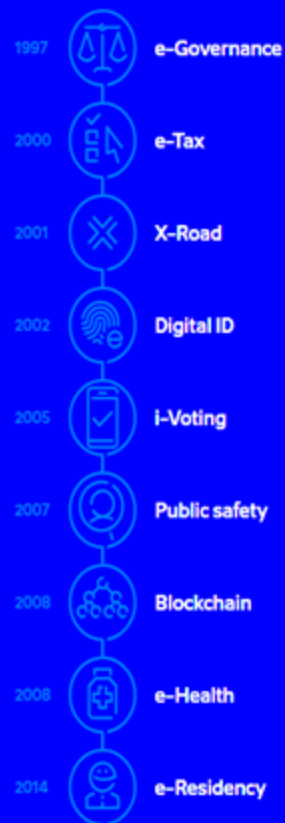 1997 e-Governance
2000 e-Tax
2001 X-Road
2002 Digital ID
2005 i-Voting
2007 Public safety
2008 Blockchain
2008 e-Health
2014 e-Residency